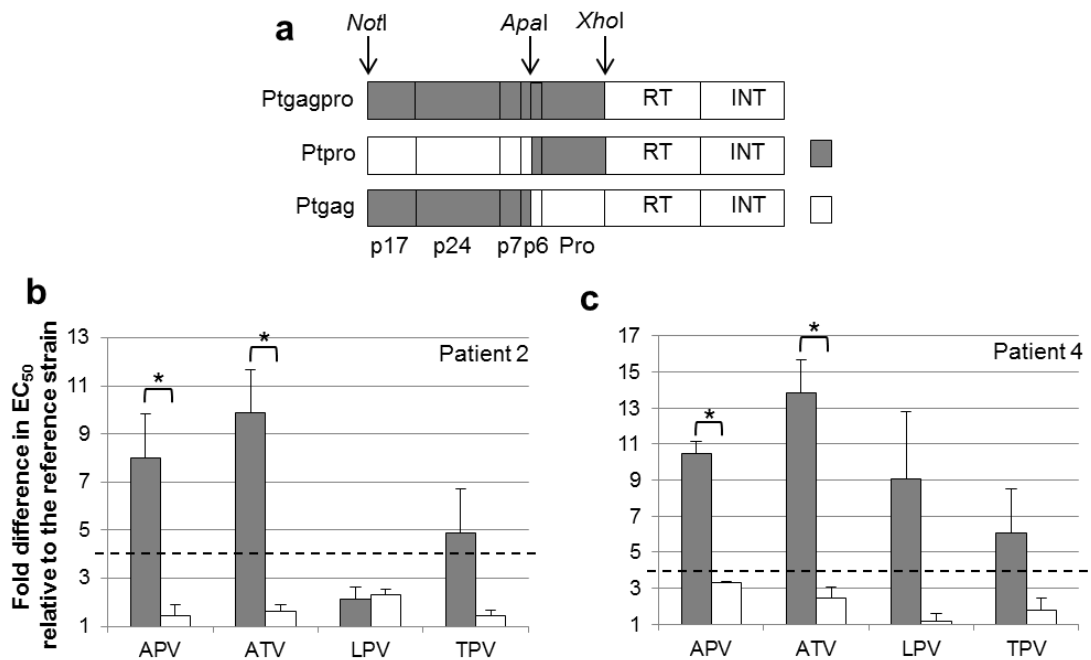 a
NotI ApaI XhoI
Ptgagpro RT INT
Ptpro RT INT
Ptgag RT INT
p17 p24 p7p6 Pro
b
Fold difference in EC50
relative to the reference strain
13
11
9
7
5
3
1
Patient 2
*
*
APV ATV LPV TPV
c
17
15
13
11
9
7
5
3
1
Patient 4
*
*
APV ATV LPV TPV